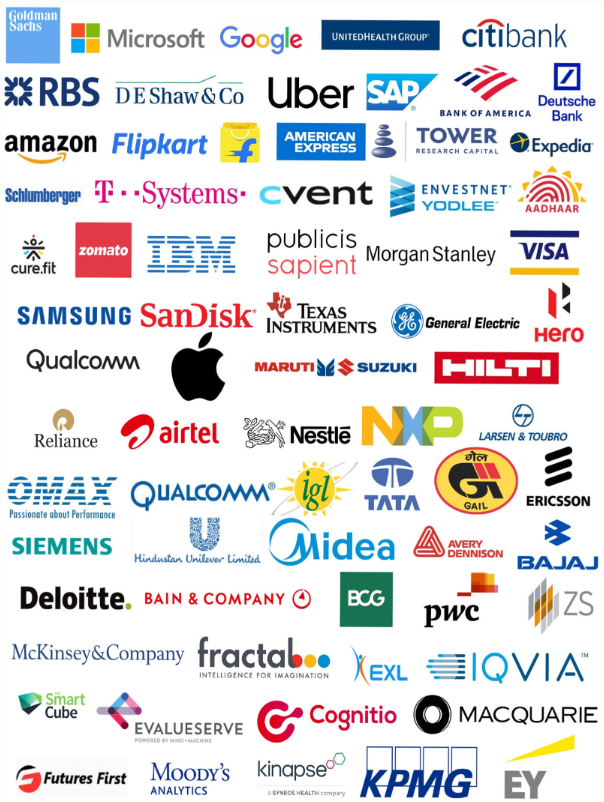 Goldman
Sachs
Microsoft
Google
UNITEDHEALTH GROUP®
citibank
RBS
DE Shaw & Co
Uber
SAP
®
BANK OF AMERICA
Deutsche
Bank
amazon
Flipkart
f
AMERICAN
EXPRESS
TOWER
RESEARCH CAPITAL
Expedia®
Schlumberger
T··Systems·
cvent
ENVESTNET®
YODLEE®
AADHAAR
cure.fit
zomato
IBM
publicis
sapient
Morgan Stanley
VISA
SAMSUNG
SanDisk®
TEXAS
INSTRUMENTS
GE
General Electric
Hero
Qualcomm
MARUTI
SUZUKI
HILTI
Reliance
airtel
Nestlé
NXP
LT
LARSEN & TOUBRO
OMAX
Passionate about Performance
QUALCOMM®
igl
TATA
गेल
GAIL
ERICSSON
SIEMENS
Hindustan Unilever Limited
Midea
AVERY
DENNISON
BAJAJ
Deloitte.
BAIN & COMPANY
BCG
pwc
ZS
McKinsey&Company
fractal
INTELLIGENCE FOR IMAGINATION
EXL
IQVIA™
THE
Smart
Cube
EVALUESERVE
POWERED BY MIND+MACHINE
Cognitio
MACQUARIE
Futures First
MOODY'S
ANALYTICS
kinapse
a SYNEOS HEALTH company
KPMG
EY